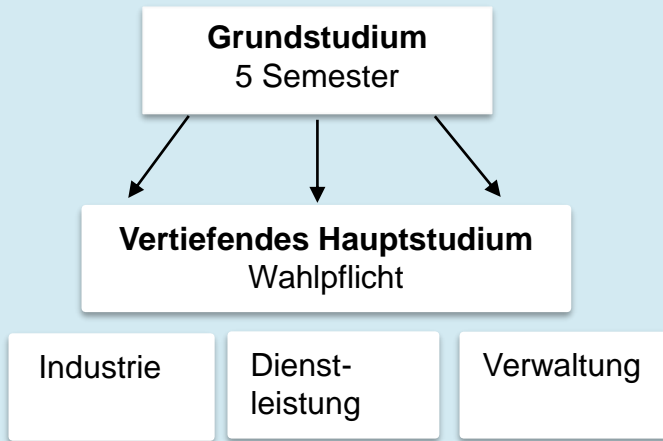 Grundstudium
5 Semester
Vertiefendes Hauptstudium
Wahlpflicht
Industrie
Dienst-
leistung
Verwaltung